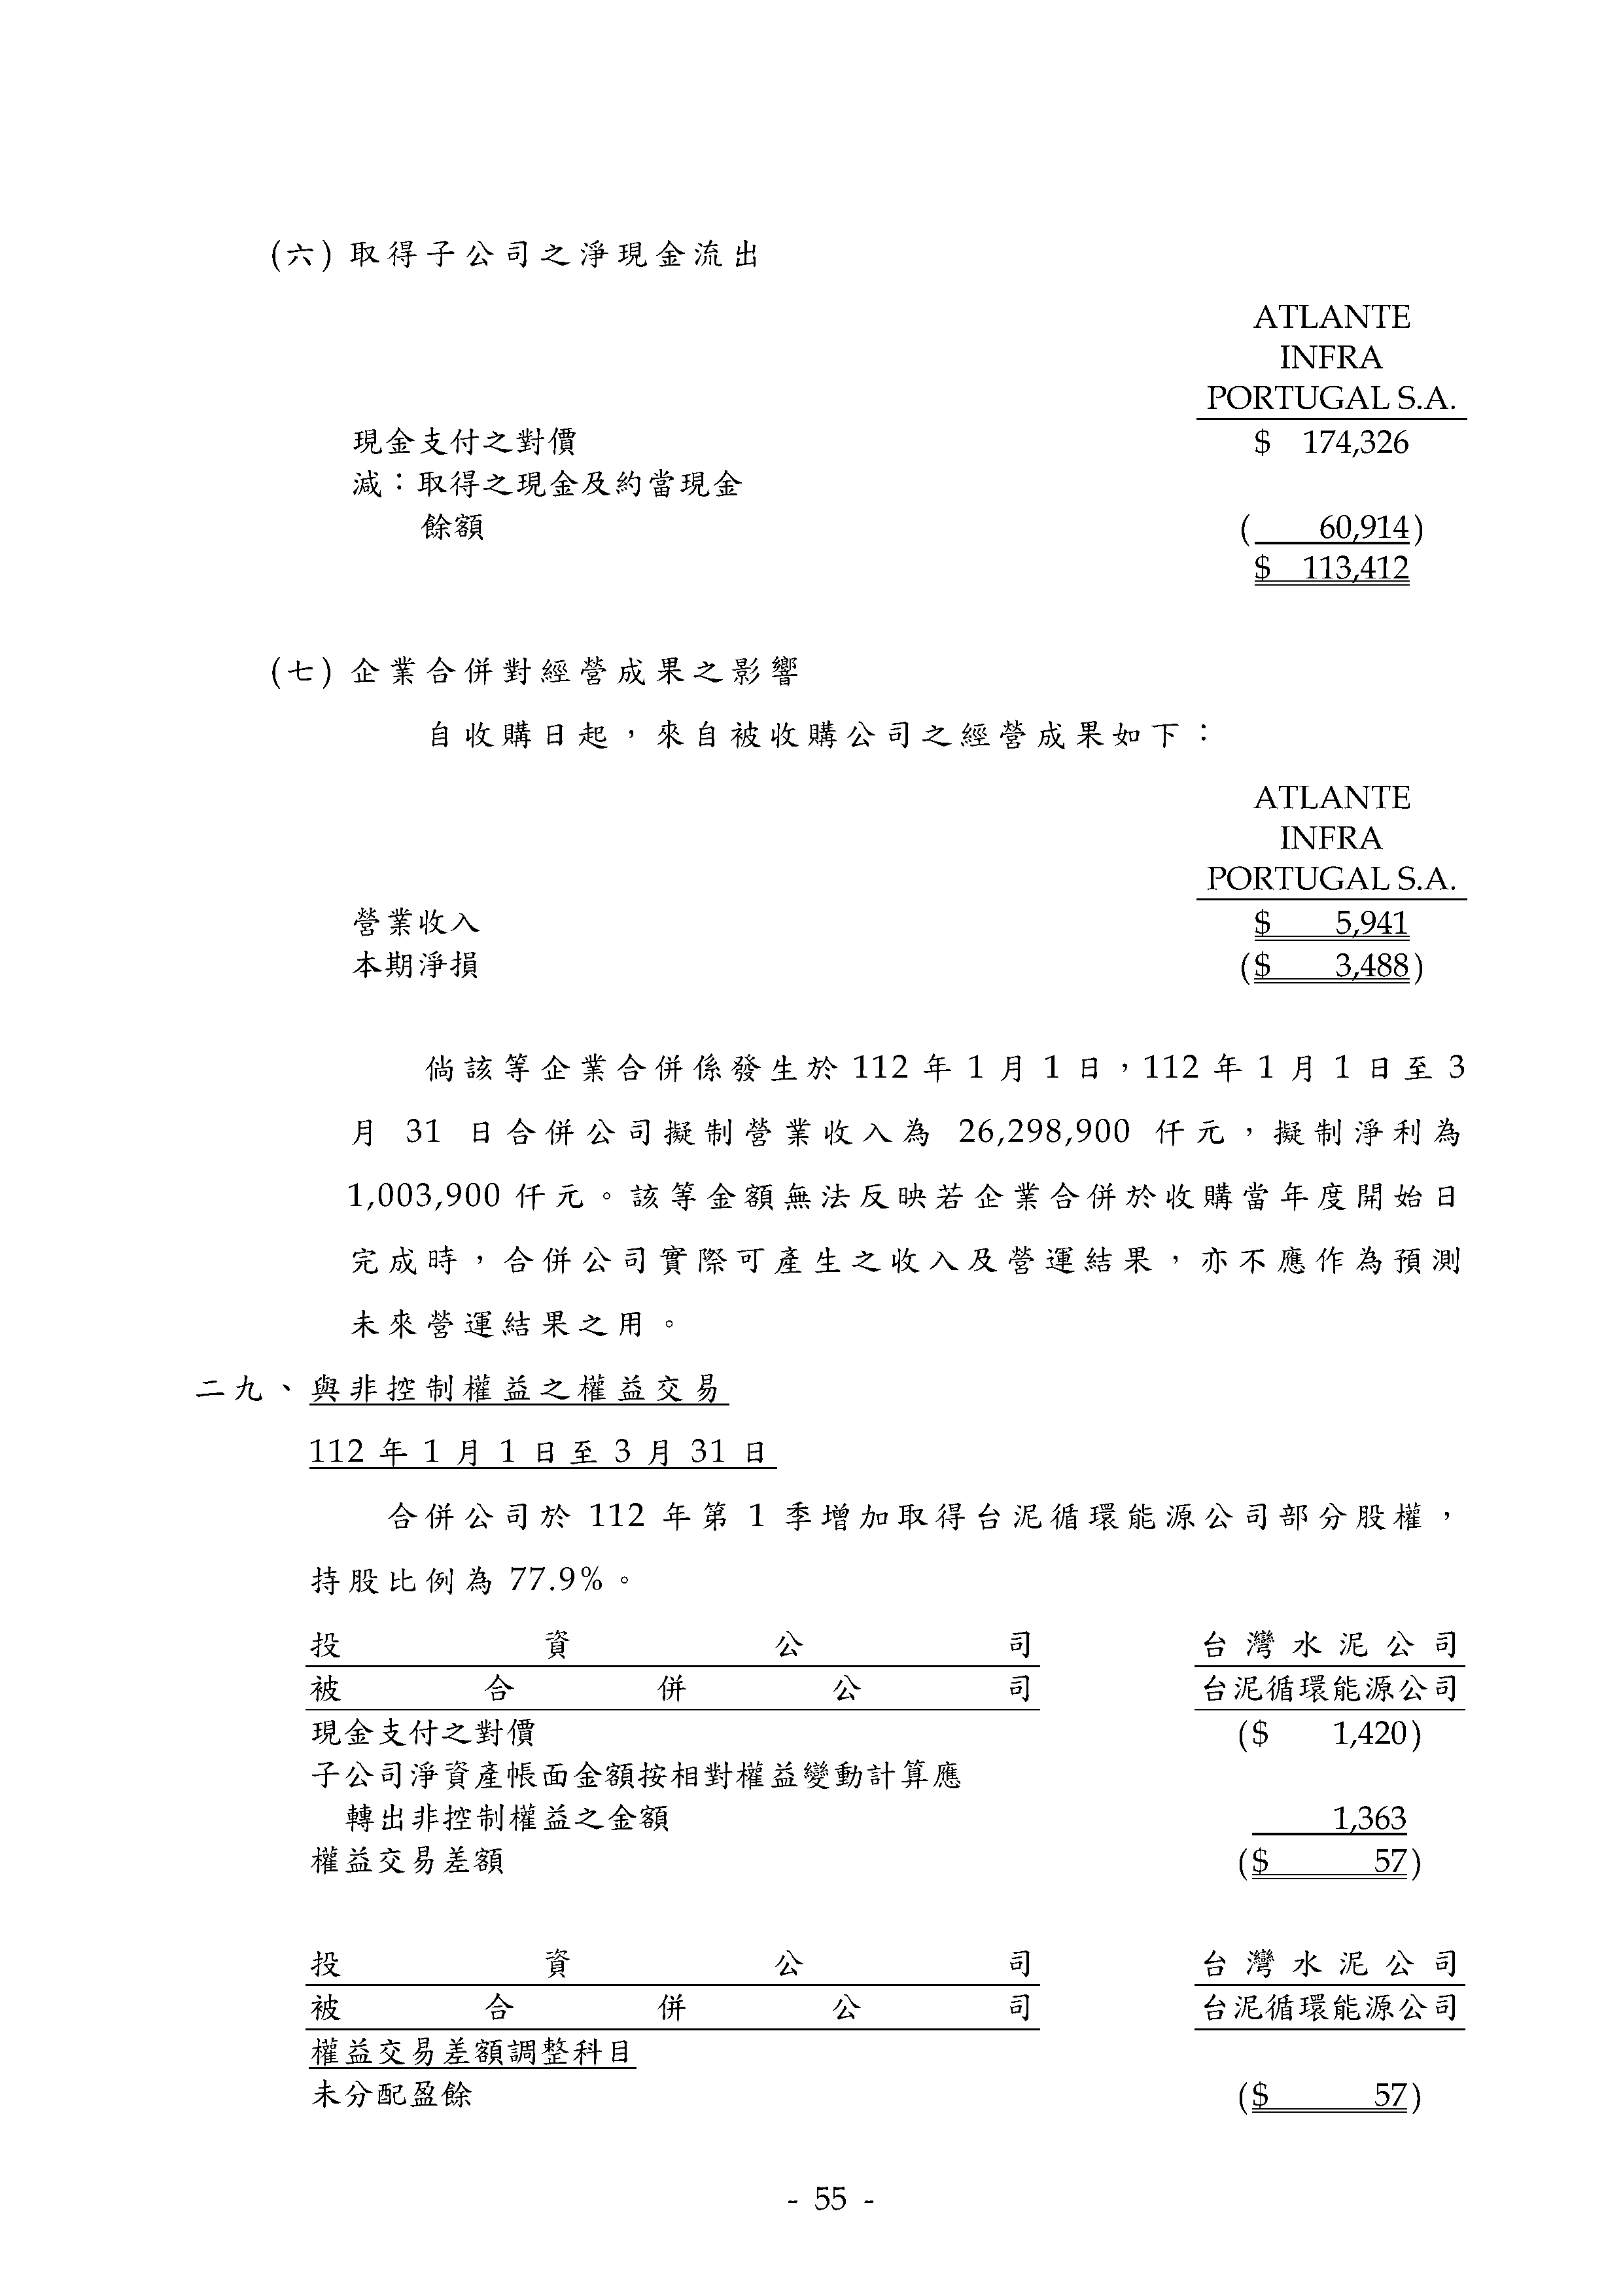 (六) 取得子公司之淨現金流出
ATLANTE
INFRA
PORTUGAL S.A.
現金支付之對價 $ 174,326
減：取得之現金及約當現金
餘額 ( 60,914)
$ 113,412
(七) 企業合併對經營成果之影響
自收購日起，來自被收購公司之經營成果如下：
ATLANTE
INFRA
PORTUGAL S.A.
營業收入 $ 5,941
本期淨損 ($ 3,488)
倘該等企業合併係發生於 112 年 1 月 1 日，112 年 1 月 1 日至 3
月 31 日合併公司擬制營業收入為 26,298,900 仟元，擬制淨利為
1,003,900 仟元。該等金額無法反映若企業合併於收購當年度開始日
完成時，合併公司實際可產生之收入及營運結果，亦不應作為預測
未來營運結果之用。
二九、與非控制權益之權益交易
112 年 1 月 1 日至 3 月 31 日
合併公司於 112 年第 1 季增加取得台泥循環能源公司部分股權，
持股比例為 77.9%。
投資公司 台灣水泥公司
被合併公司 台泥循環能源公司
現金支付之對價 ($ 1,420)
子公司淨資產帳面金額按相對權益變動計算應
轉出非控制權益之金額 1,363
權益交易差額 ($ 57)
投資公司 台灣水泥公司
被合併公司 台泥循環能源公司
權益交易差額調整科目
未分配盈餘 ($ 57)
- 55 -